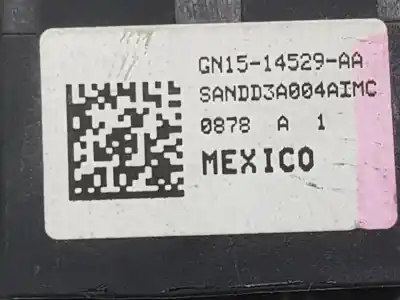 GN15-14529-AA
SANDD3A004AIMC
0878 A 1
MEXICO